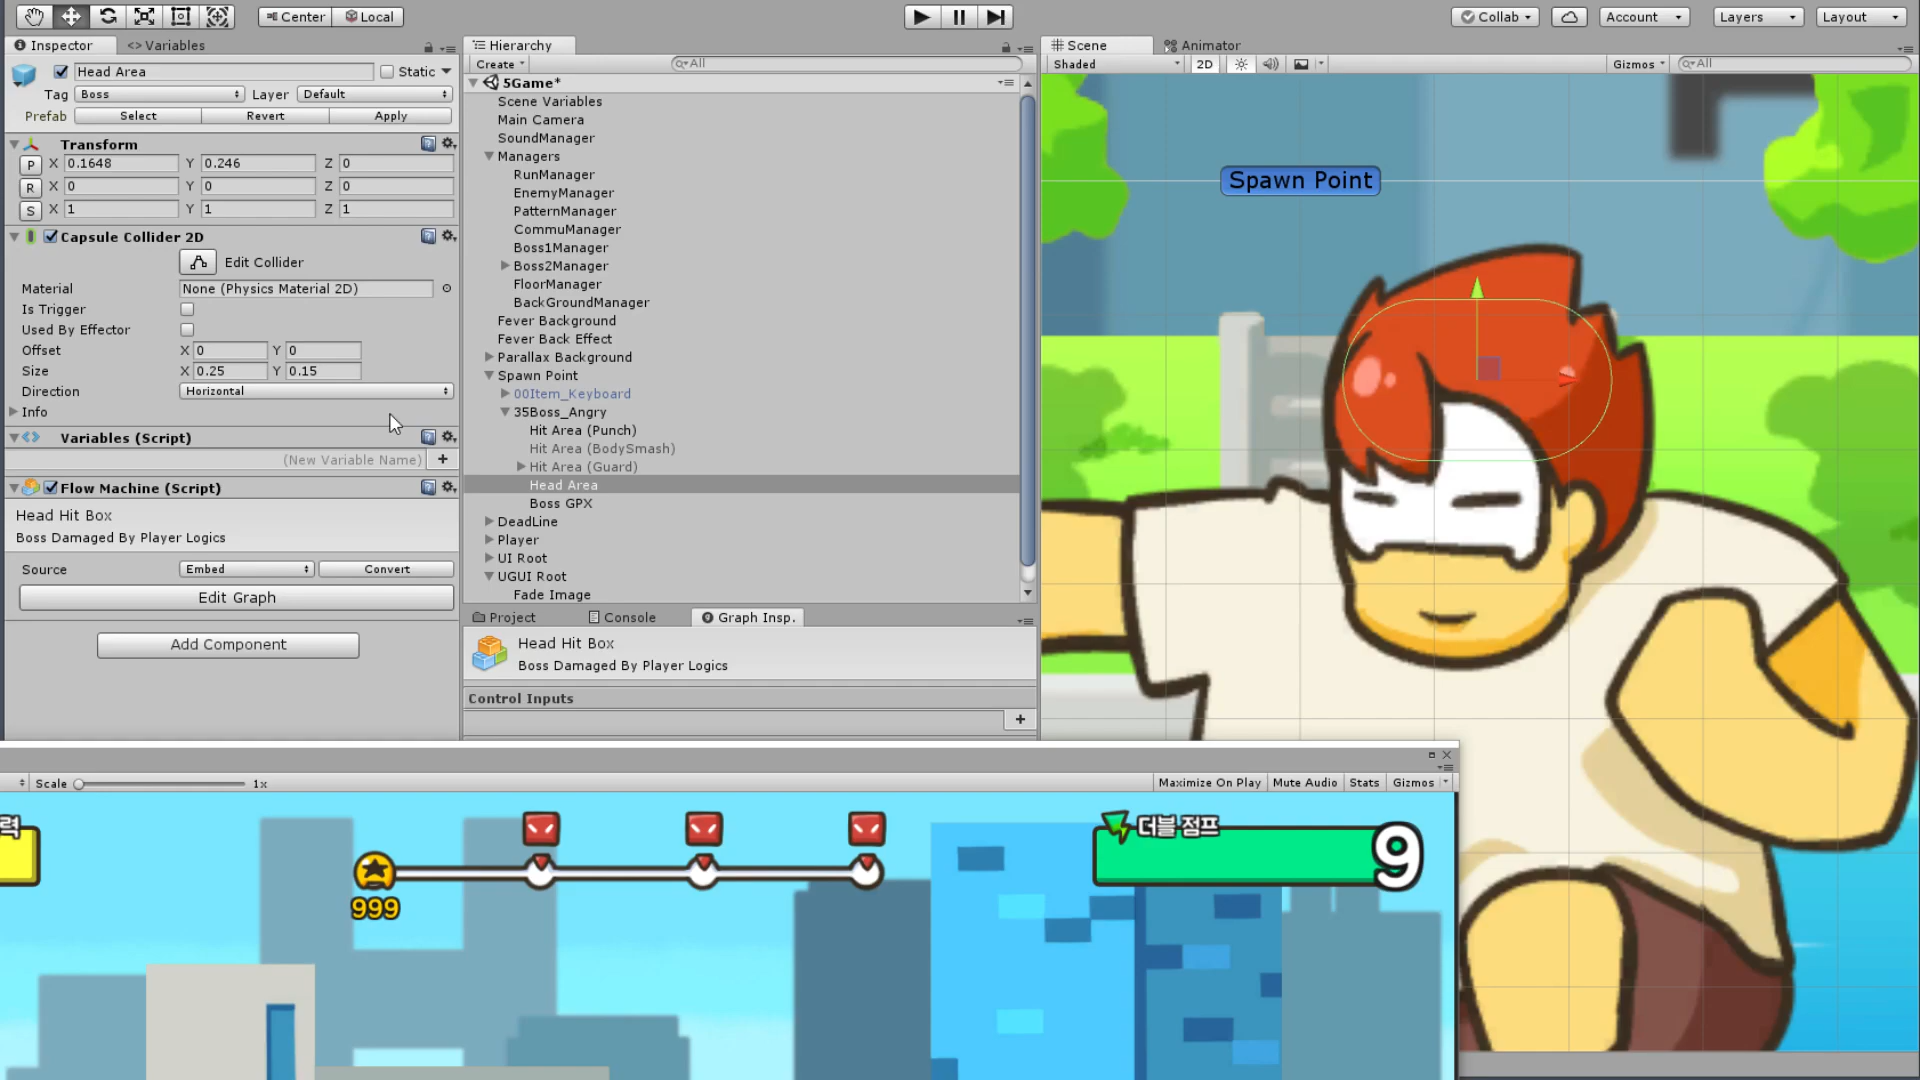 Center
Local
Collab
Account
Layers
Layout
Inspector
<> Variables
Head Area
Static
Tag
Boss
Layer
Default
Prefab
Select
Revert
Apply
Transform
P X 0.1648 Y 0.246 Z 0
R X 0 Y 0 Z 0
S X 1 Y 1 Z 1
Capsule Collider 2D
Edit Collider
Material
None (Physics Material 2D)
Is Trigger
Used By Effector
Offset X 0 Y 0
Size X 0.25 Y 0.15
Direction
Horizontal
Info
Variables (Script)
(New Variable Name)
+
Flow Machine (Script)
Head Hit Box
Boss Damaged By Player Logics
Source
Embed
Convert
Edit Graph
Add Component
Hierarchy
Create
All
5Game*
Scene Variables
Main Camera
SoundManager
Managers
RunManager
EnemyManager
PatternManager
CommuManager
Boss1Manager
Boss2Manager
FloorManager
BackGroundManager
Fever Background
Fever Back Effect
Parallax Background
Spawn Point
00Item_Keyboard
35Boss_Angry
Hit Area (Punch)
Hit Area (BodySmash)
Hit Area (Guard)
Head Area
Boss GPX
DeadLine
Player
UI Root
UGUI Root
Fade Image
Project
Console
Graph Insp.
Head Hit Box
Boss Damaged By Player Logics
Control Inputs
+
Scene
Animator
Shaded
2D
Gizmos
All
Spawn Point
Scale
1x
Maximize On Play
Mute Audio
Stats
Gizmos
력
999
더블 점프
9